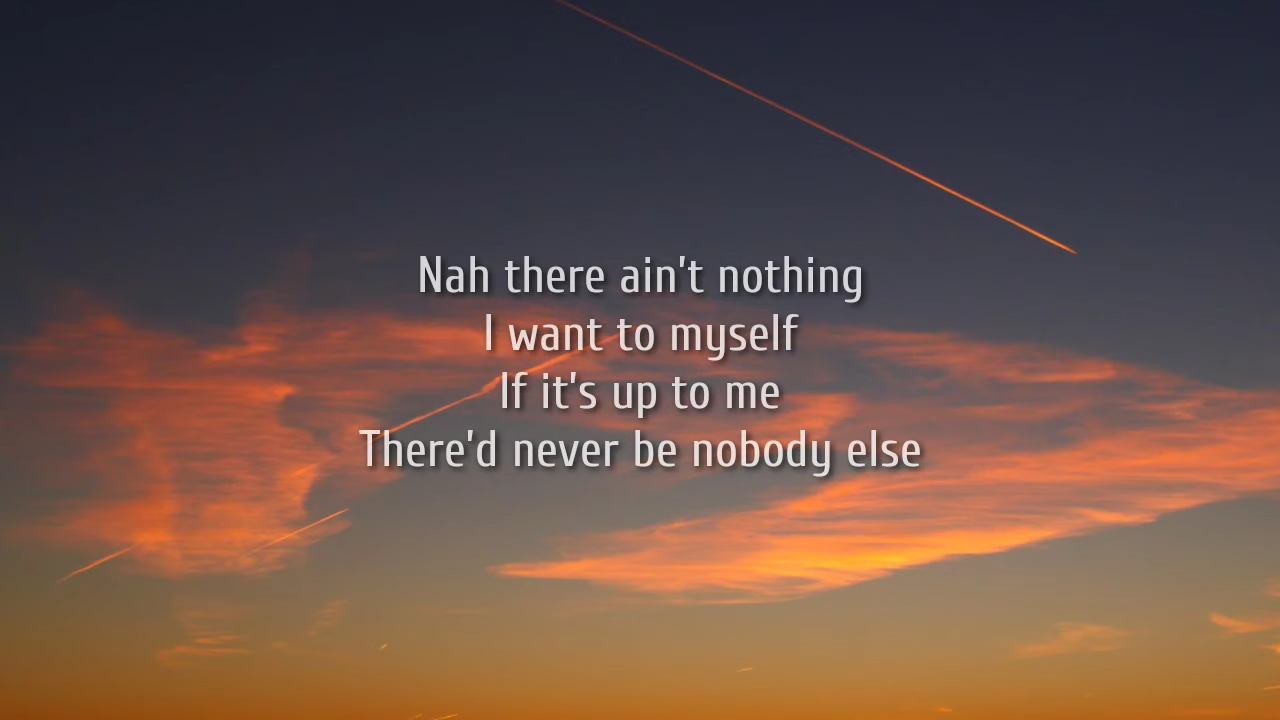 Nah there ain't nothing
I want to myself
If it's up to me
There'd never be nobody else